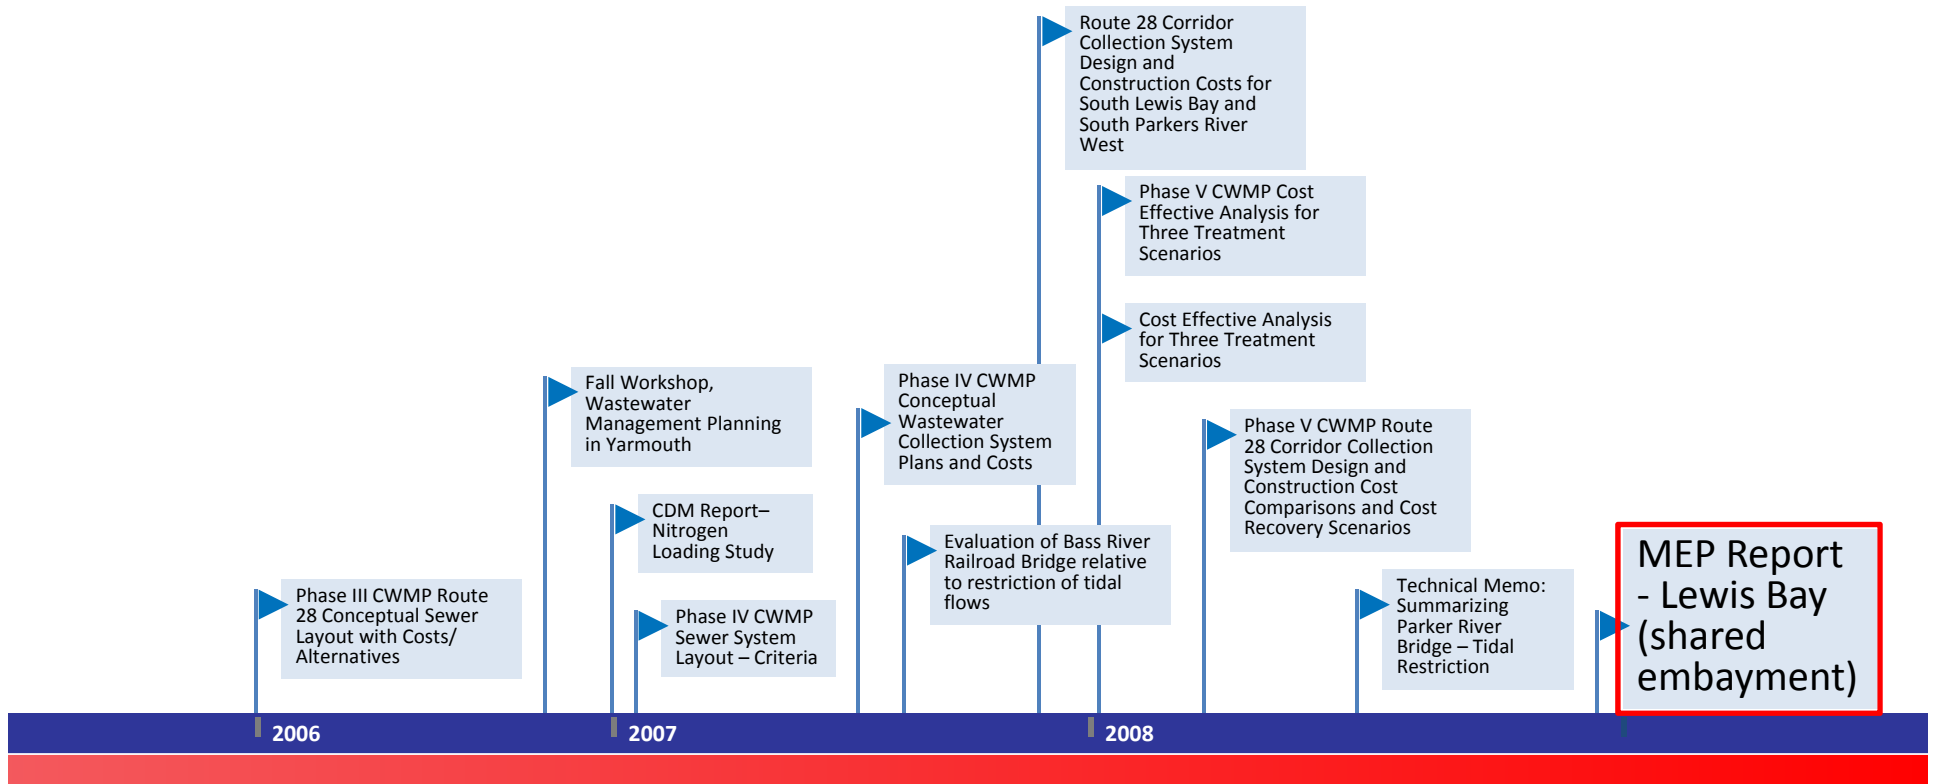 Route 28 Corridor
Collection System
Design and
Construction Costs for
South Lewis Bay and
South Parkers River
West
Phase V CWMP Cost
Effective Analysis for
Three Treatment
Scenarios
Cost Effective Analysis
for Three Treatment
Scenarios
Fall Workshop,
Wastewater
Management Planning
in Yarmouth
Phase IV CWMP
Conceptual
Wastewater
Collection System
Plans and Costs
Phase V CWMP Route
28 Corridor Collection
System Design and
Construction Cost
Comparisons and Cost
Recovery Scenarios
CDM Report–
Nitrogen
Loading Study
Evaluation of Bass River
Railroad Bridge relative
to restriction of tidal
flows
MEP Report
- Lewis Bay
(shared
embayment)
Technical Memo:
Summarizing
Parker River
Bridge – Tidal
Restriction
Phase III CWMP Route
28 Conceptual Sewer
Layout with Costs/
Alternatives
Phase IV CWMP
Sewer System
Layout – Criteria
2006
2007
2008